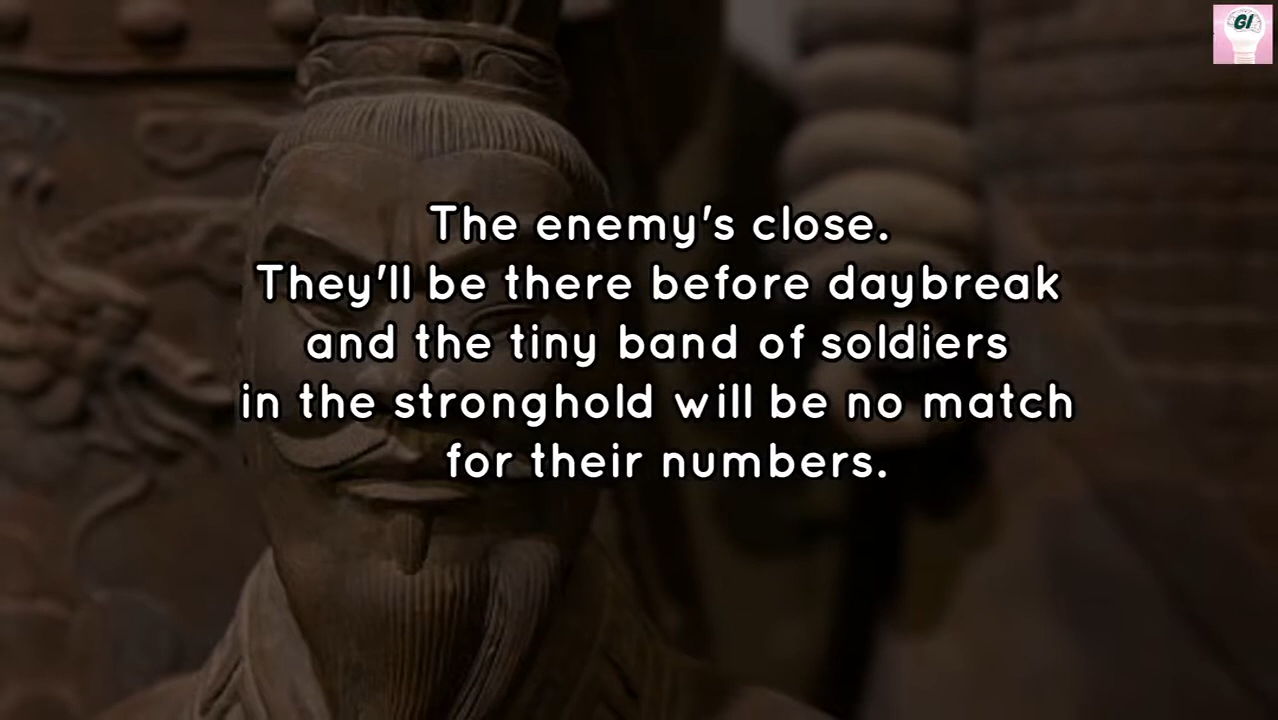 GI
The enemy's close.
They'll be there before daybreak
and the tiny band of soldiers
in the stronghold will be no match
for their numbers.